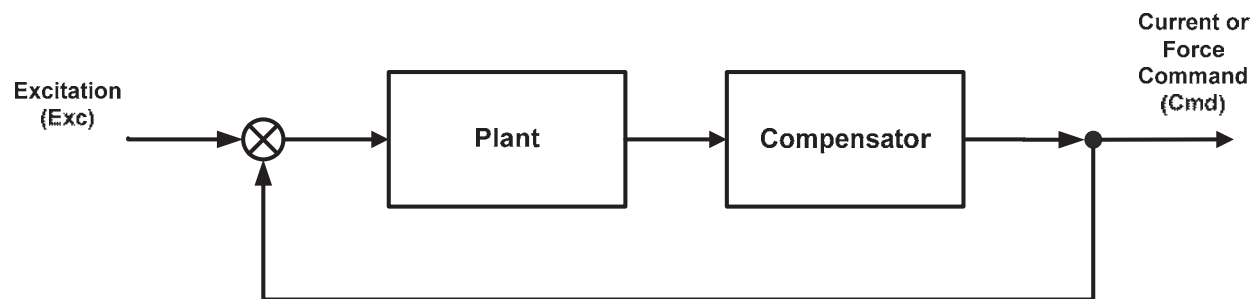 Excitation
(Exc)
Plant
Compensator
Current or
Force
Command
(Cmd)